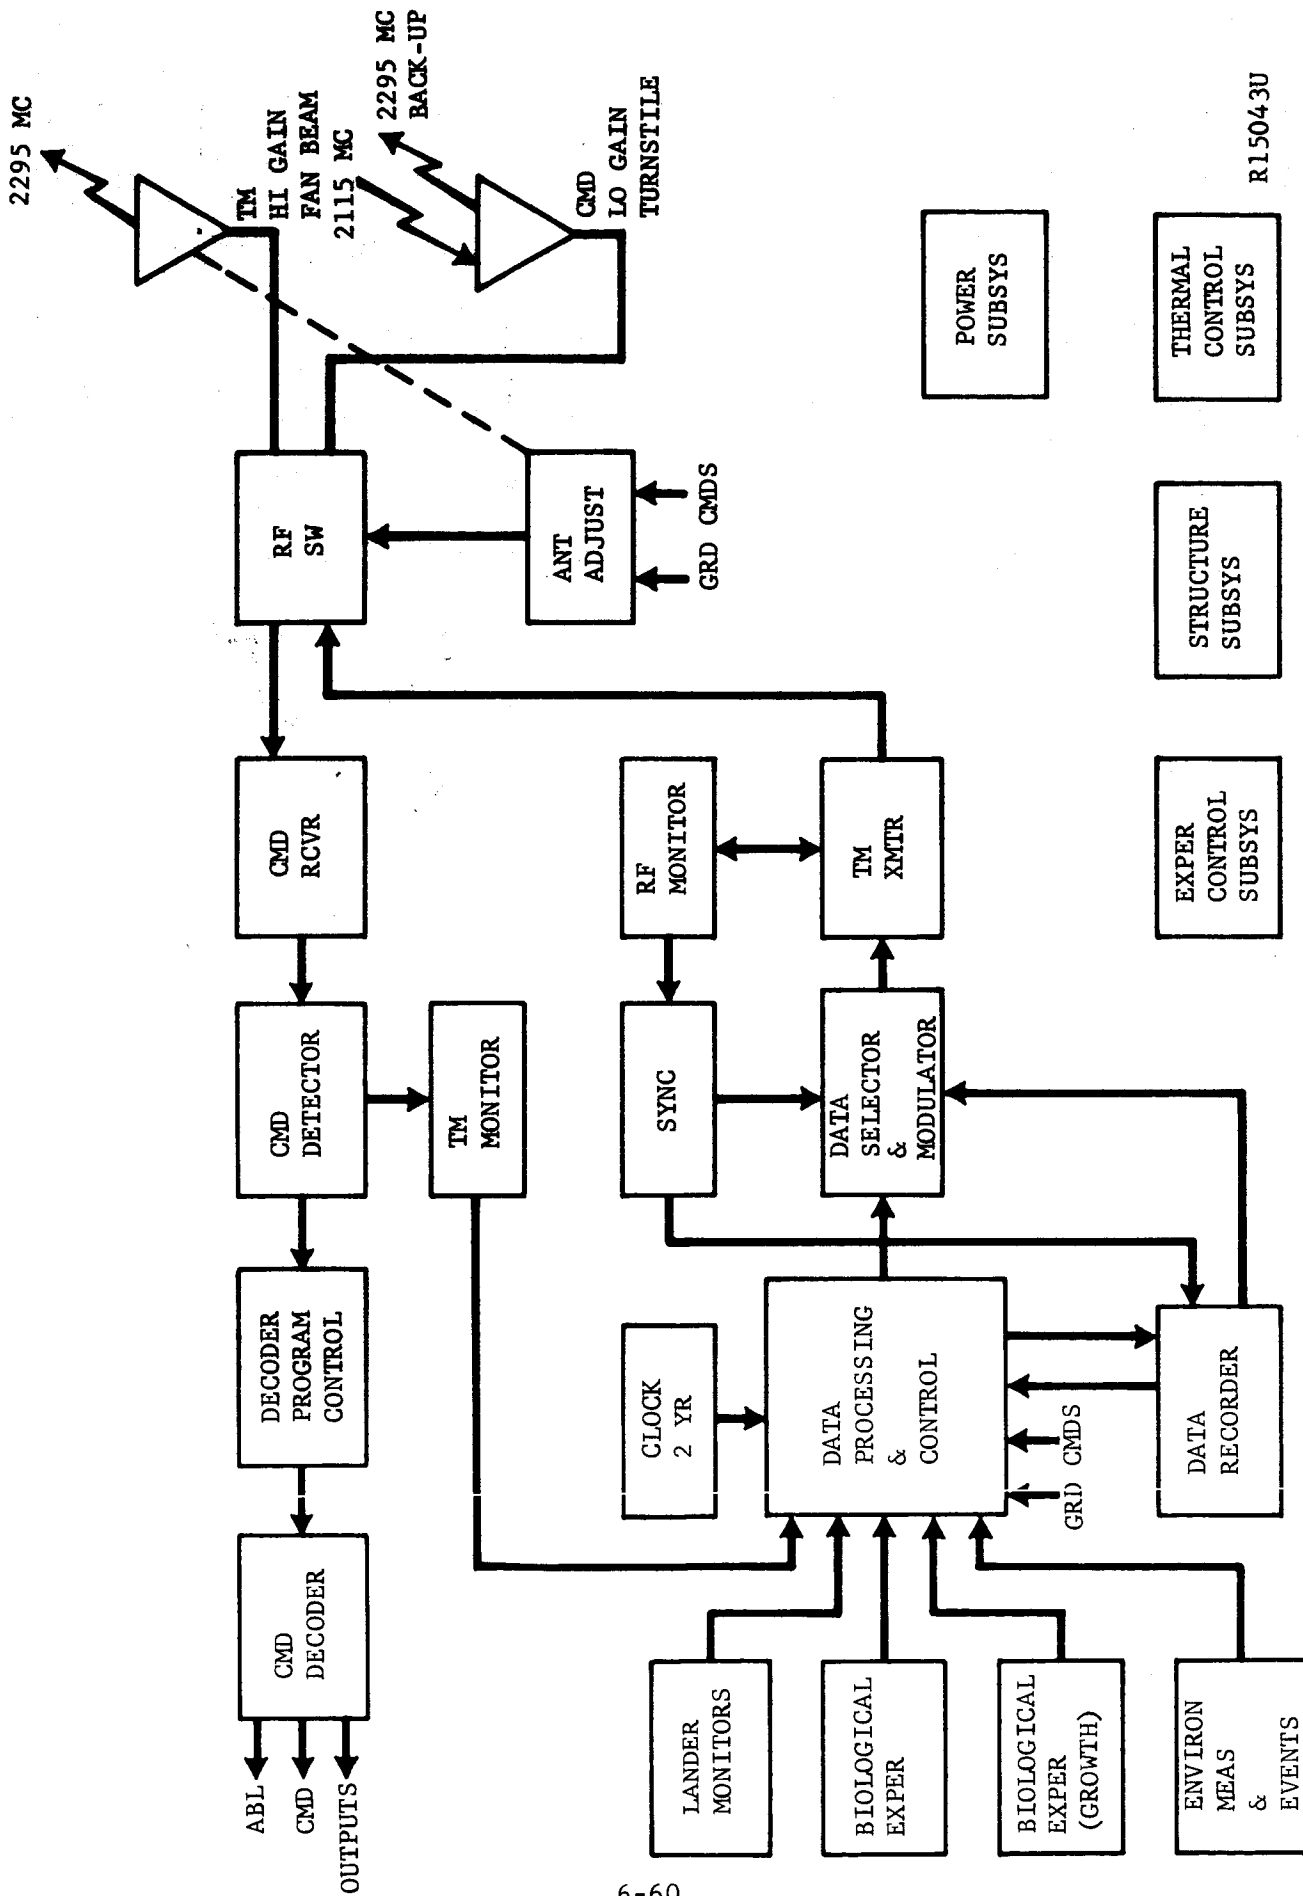 2295 MC
TM
HI GAIN
FAN BEAM
2115 MC
2295 MC
BACK-UP
CMD
LO GAIN
TURNSTILE
RF
SW
ANT
ADJUST
GRD CMDS
CMD
RCVR
CMD
DETECTOR
DECODER
PROGRAM
CONTROL
CMD
DECODER
ABL
CMD
OUTPUTS
TM
MONITOR
RF
MONITOR
SYNC
CLOCK
2 YR
TM
XMTR
DATA
SELECTOR
&
MODULATOR
DATA
PROCESSING
&
CONTROL
GRD CMDS
DATA
RECORDER
LANDER
MONITORS
BIOLOGICAL
EXPER
BIOLOGICAL
EXPER
(GROWTH)
ENVIRON
MEAS
&
EVENTS
POWER
SUBSYS
THERMAL
CONTROL
SUBSYS
STRUCTURE
SUBSYS
EXPER
CONTROL
SUBSYS
R15043U
6-60